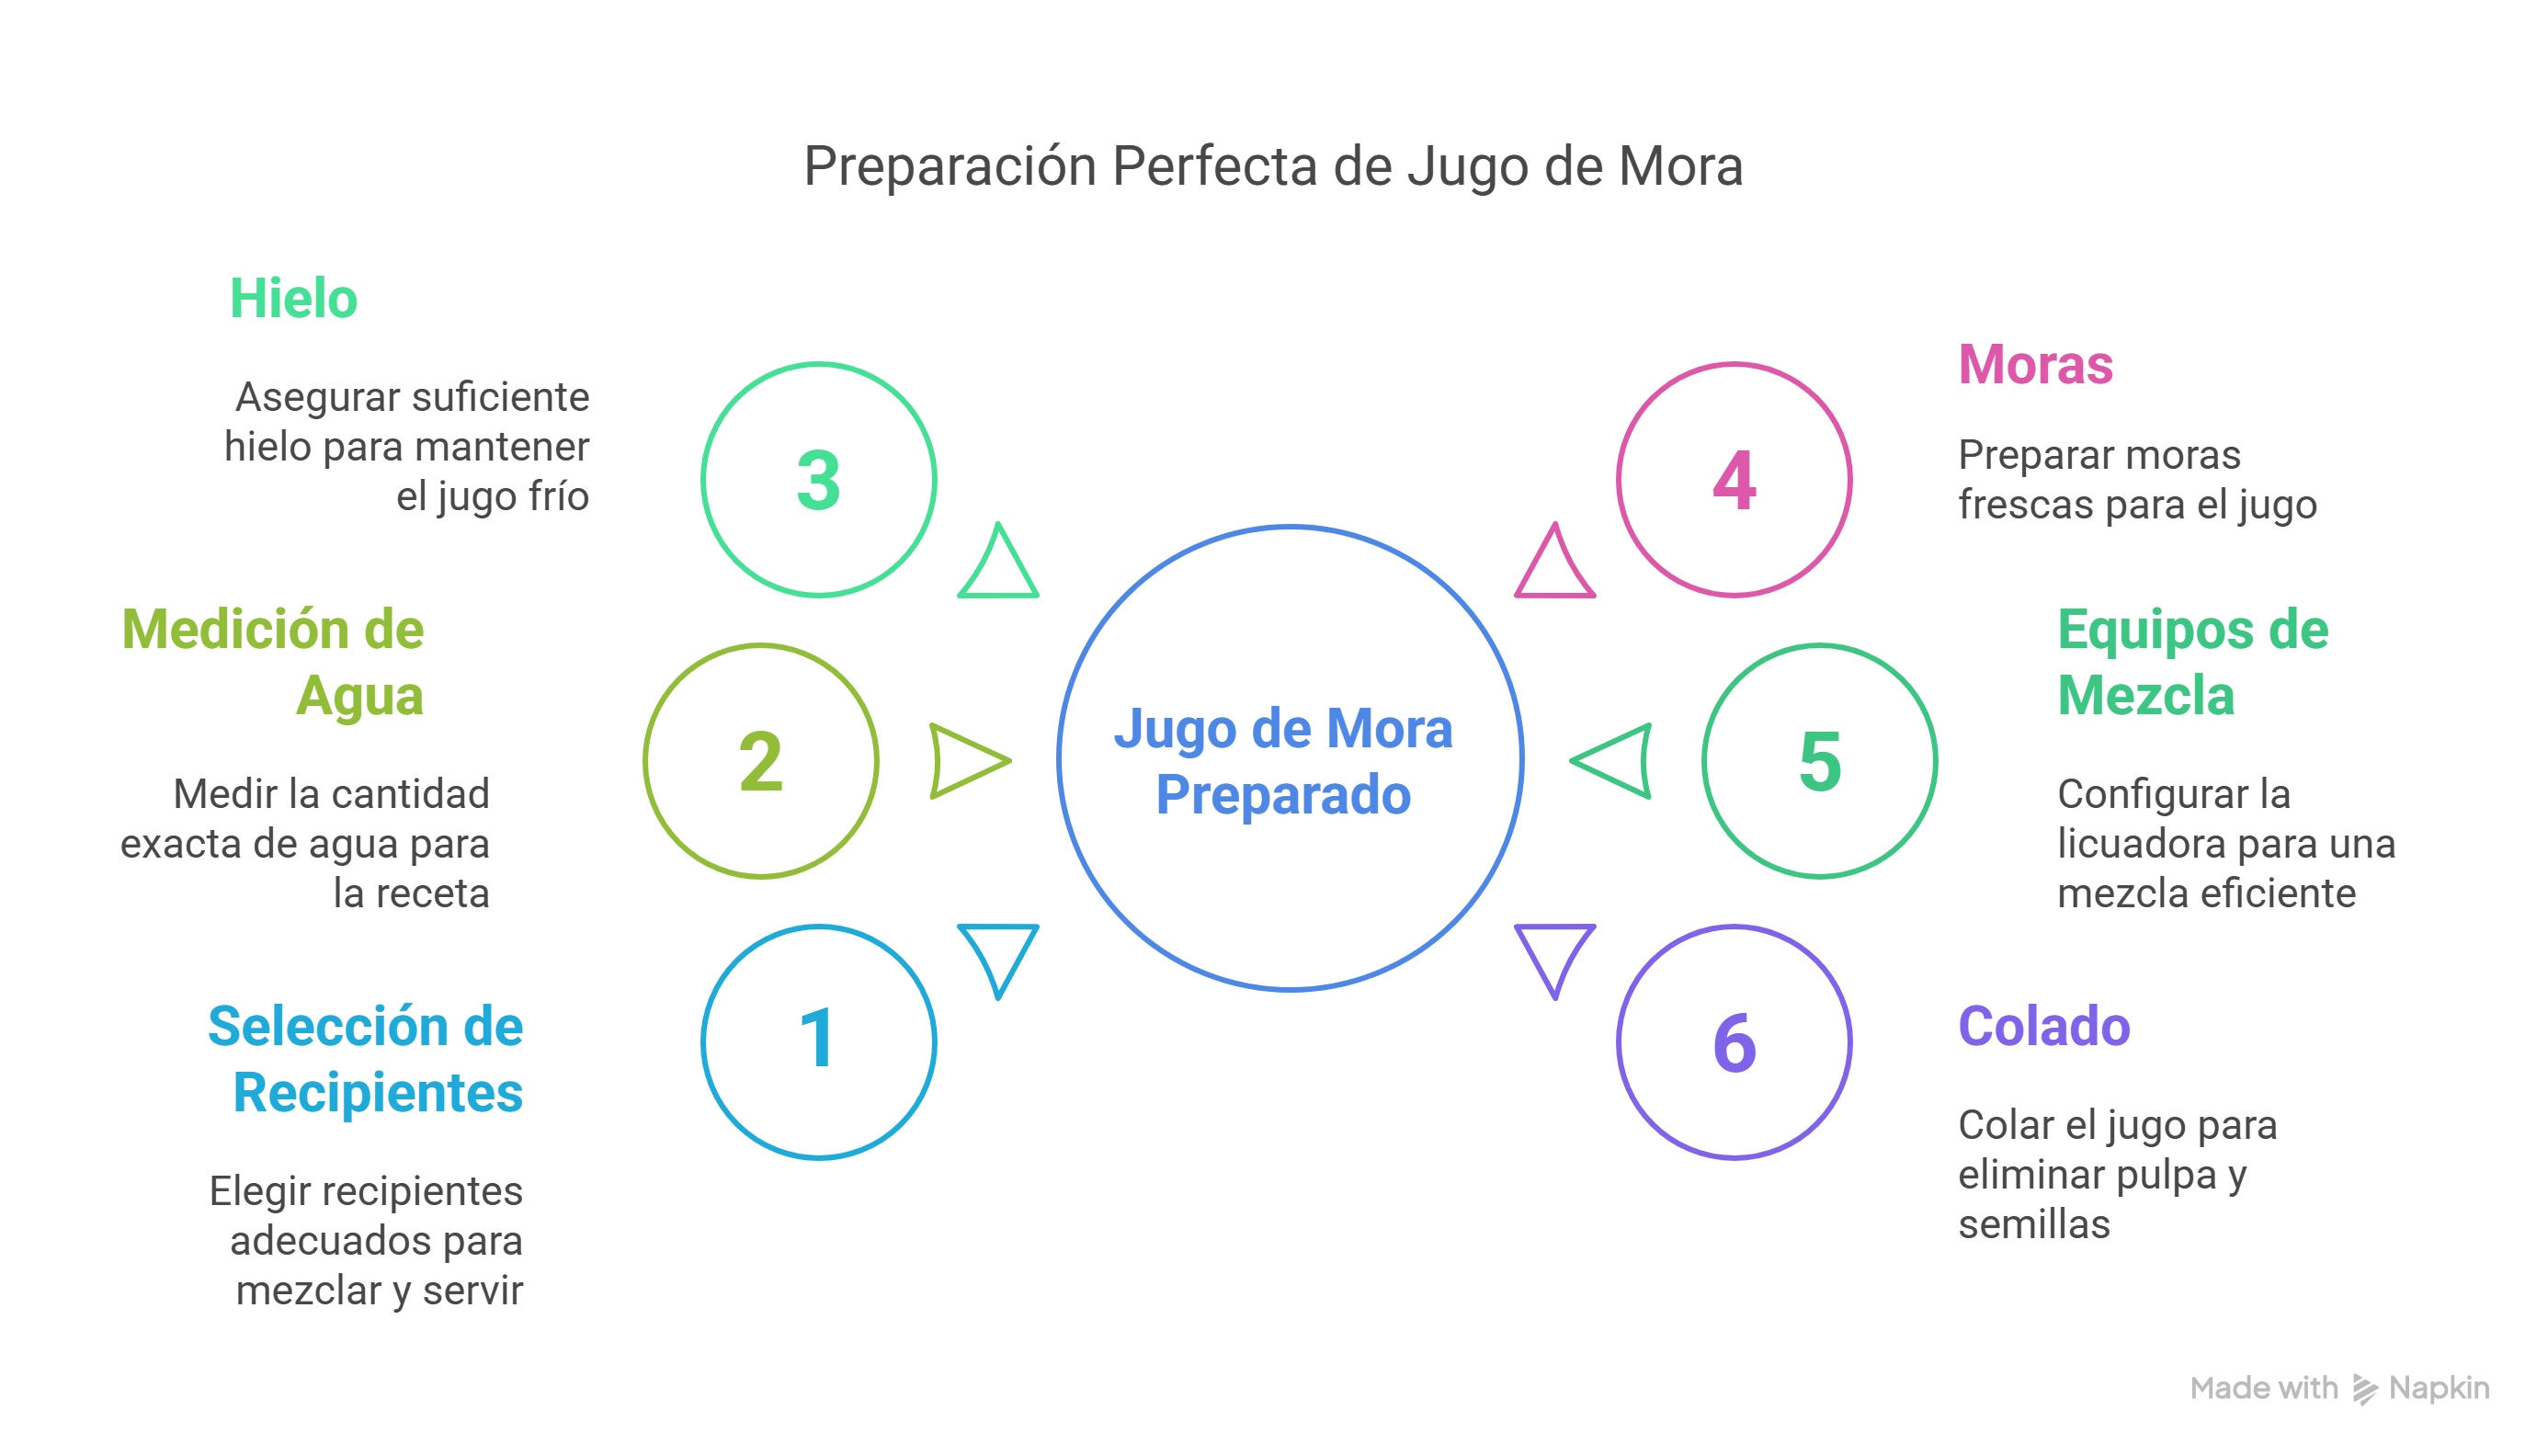 Preparación Perfecta de Jugo de Mora
Hielo
Asegurar suficiente
hielo para mantener
el jugo frío
3
Medición de
Agua
Medir la cantidad
exacta de agua para
la receta
2
Selección de
Recipientes
Elegir recipientes
adecuados para
mezclar y servir
1
Jugo de Mora
Preparado
4
Moras
Preparar moras
frescas para el jugo
5
Equipos de
Mezcla
Configurar la
licuadora para una
mezcla eficiente
6
Colado
Colar el jugo para
eliminar pulpa y
semillas
Made with Napkin